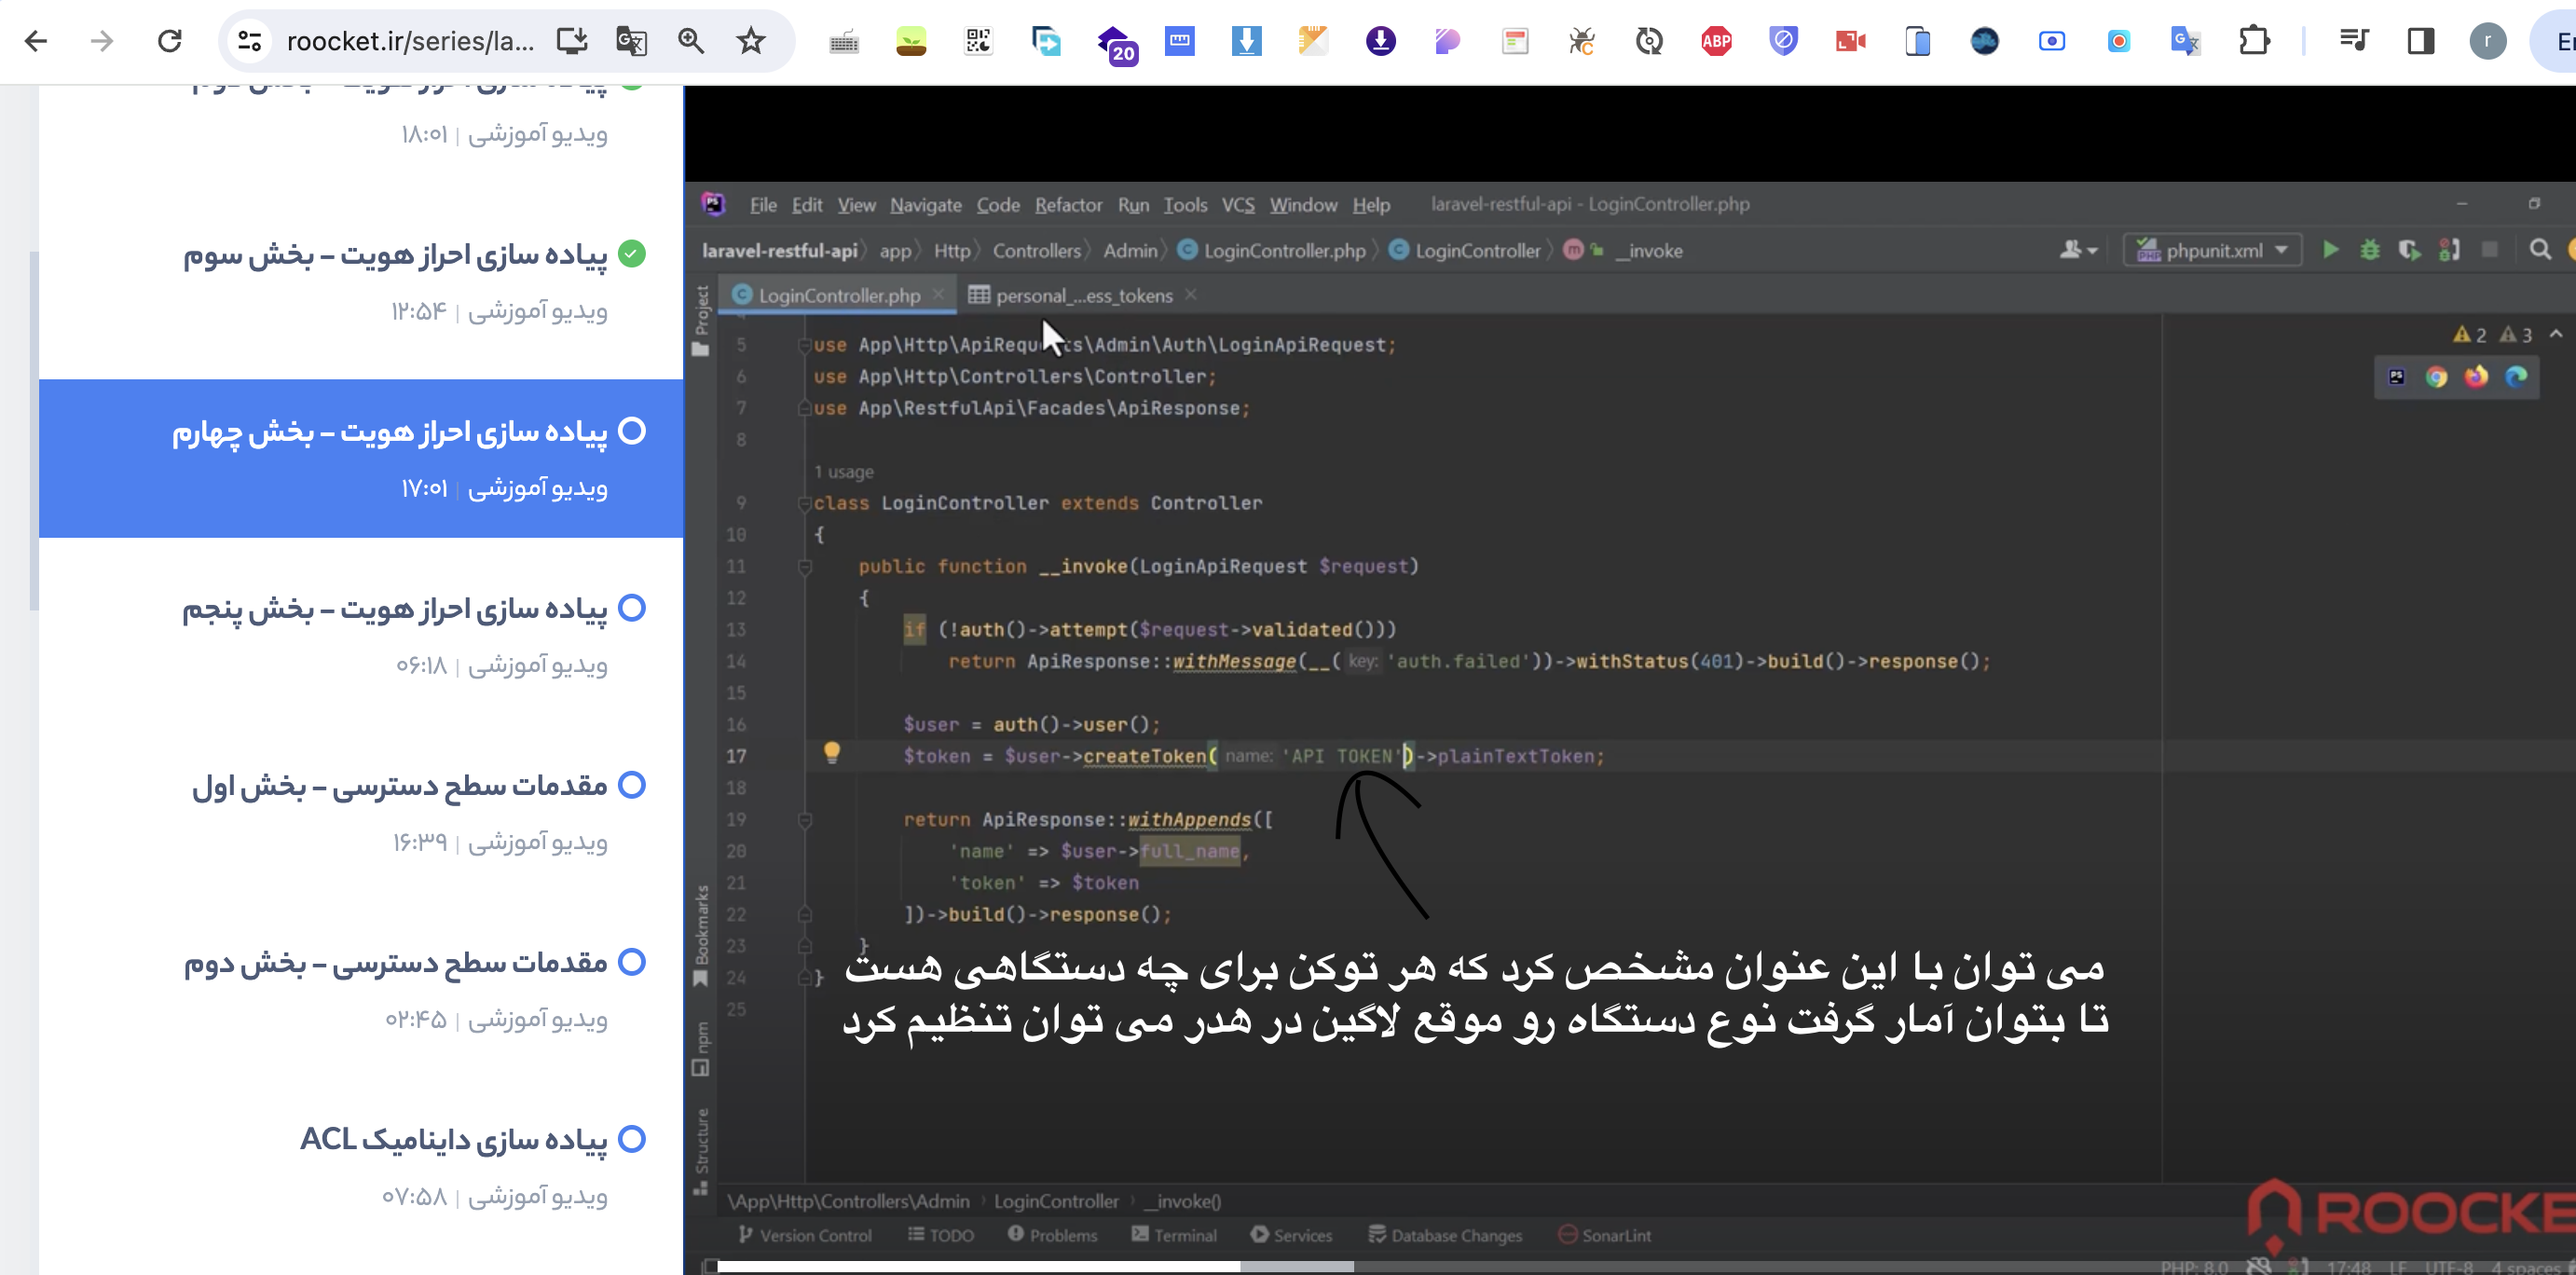 roocket.ir/series/la...
20
ABP
r
پیاده سازی احراز هویت - بخش دوم
ویدیو آموزشی | ۱۸:۰۱
پیاده سازی احراز هویت - بخش سوم
ویدیو آموزشی | ۱۲:۵۴
پیاده سازی احراز هویت - بخش چهارم
ویدیو آموزشی | ۱۷:۰۱
پیاده سازی احراز هویت - بخش پنجم
ویدیو آموزشی | ۰۶:۱۸
مقدمات سطح دسترسی - بخش اول
ویدیو آموزشی | ۱۶:۳۹
مقدمات سطح دسترسی - بخش دوم
ویدیو آموزشی | ۰۲:۴۵
پیاده سازی داینامیک ACL
ویدیو آموزشی | ۰۷:۵۸
File Edit View Navigate Code Refactor Run Tools VCS Window Help laravel-restful-api - LoginController.php
laravel-restful-api app Http Controllers Admin LoginController.php LoginController __invoke phpunit.xml
LoginController.php personal_...ess_tokens
Project
2 3
5 use App\Http\ApiRequests\Admin\Auth\LoginApiRequest;
6 use App\Http\Controllers\Controller;
7 use App\RestfulApi\Facades\ApiResponse;
8
1 usage
9 class LoginController extends Controller
10 {
11 public function __invoke(LoginApiRequest $request)
12 {
13 if (!auth()->attempt($request->validated()))
14 return ApiResponse::withMessage(__( key: 'auth.failed'))->withStatus(401)->build()->response();
15
16 $user = auth()->user();
17 $token = $user->createToken( name: 'API TOKEN')->plainTextToken;
18
19 return ApiResponse::withAppends([
20 'name' => $user->full_name,
21 'token' => $token
22 ])->build()->response();
23 }
24 }
25
می توان با این عنوان مشخص کرد که هر توکن برای چه دستگاهی هست
تا بتوان آمار گرفت نوع دستگاه رو موقع لاگین در هدر می توان تنظیم کرد
Bookmarks
npm
Structure
\App\Http\Controllers\Admin LoginController __invoke()
Version Control TODO Problems Terminal Services Database Changes SonarLint
PHP: 8.0 17:48 LF UTF-8 4 spaces